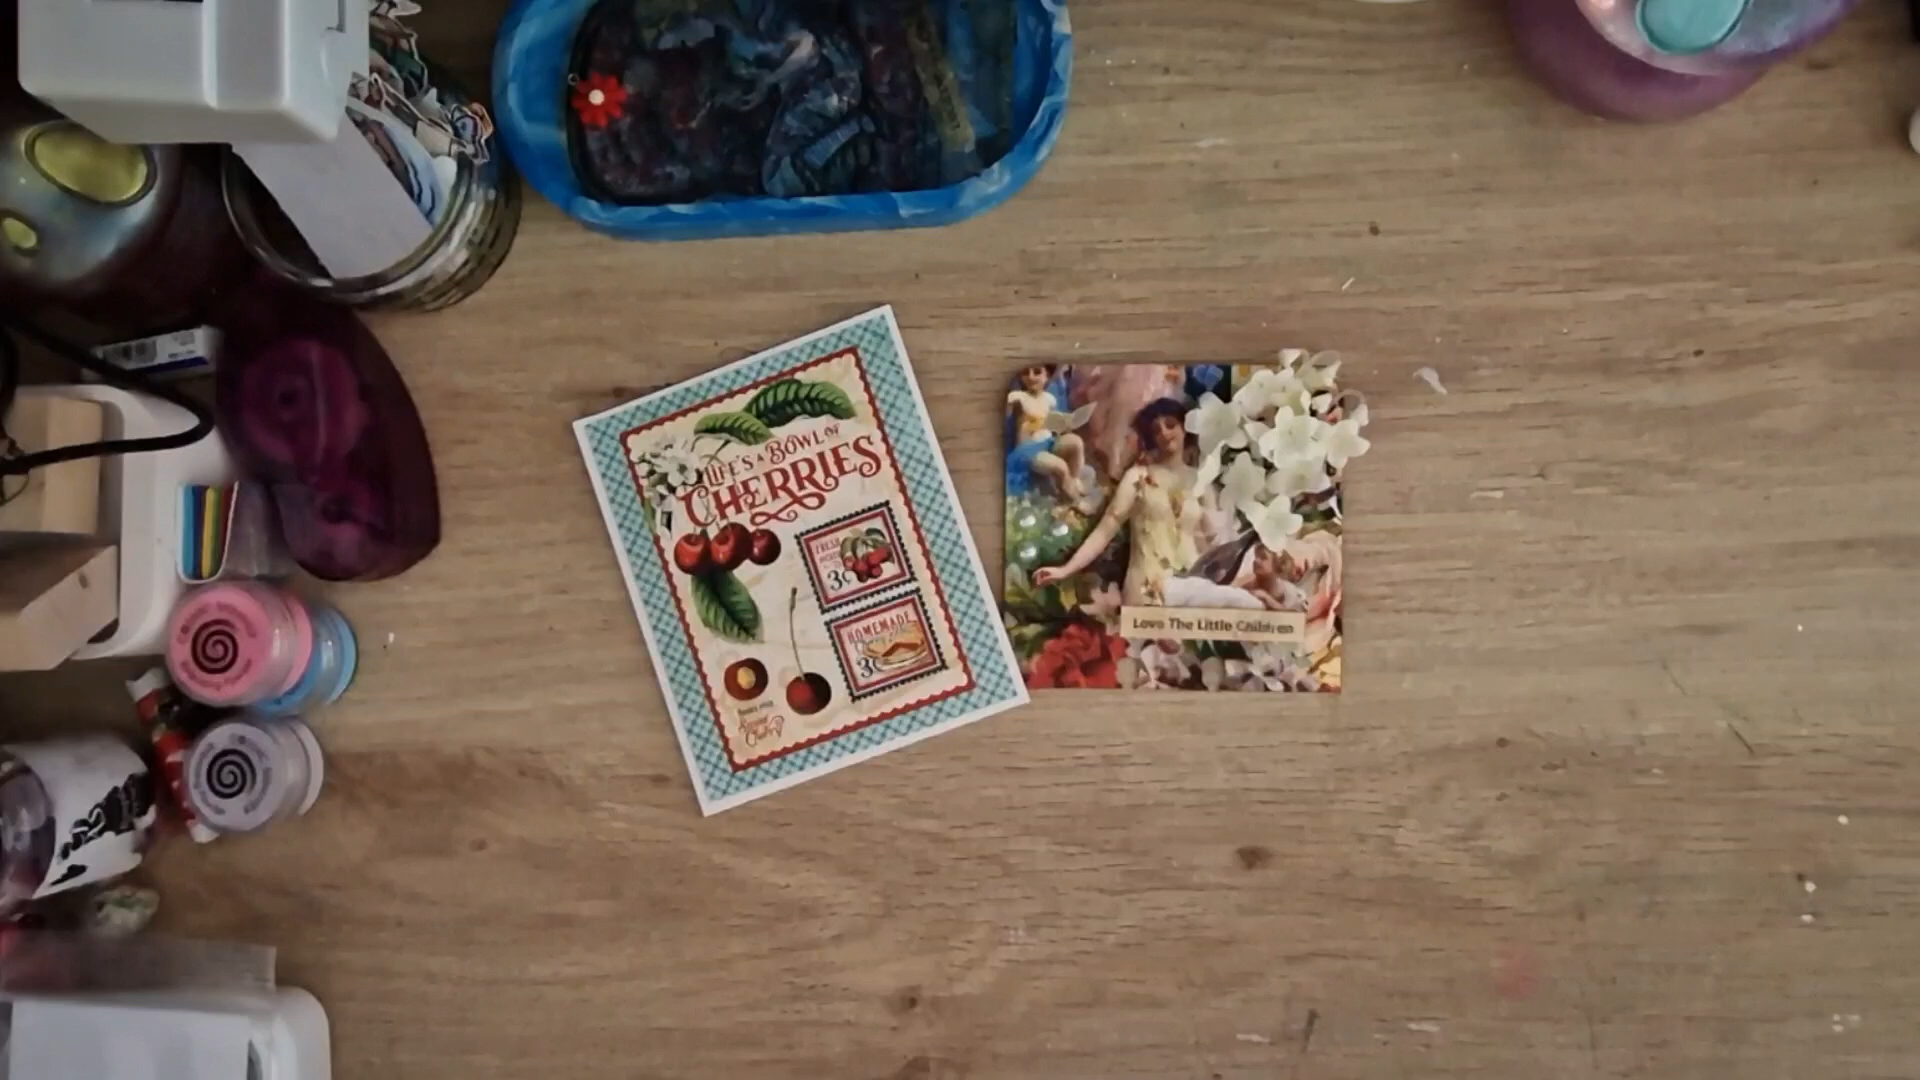 LIFE'S A BOWL OF
CHERRIES
FRESH
3¢
HOMEMADE
3¢
Love The Little Children